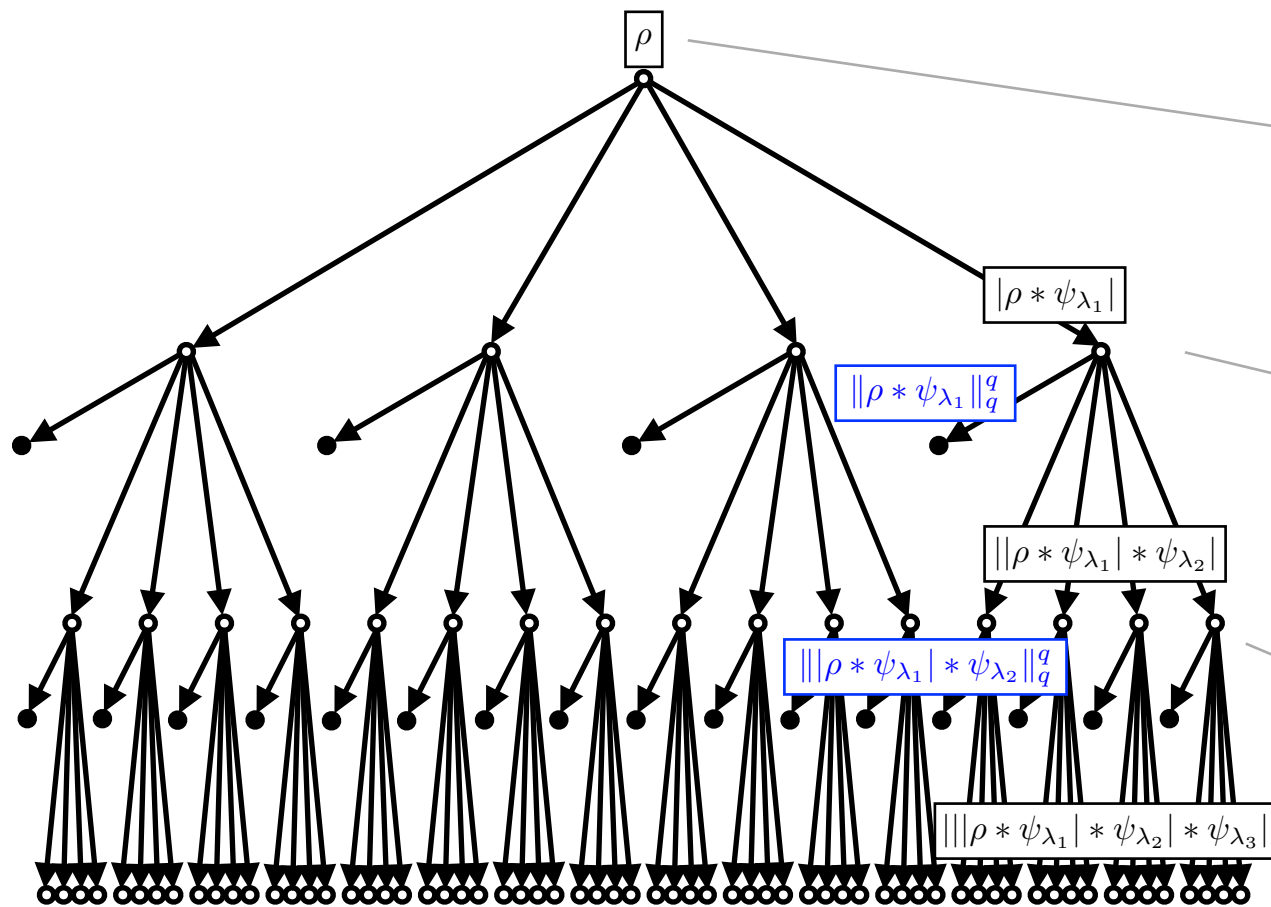 ρ
|ρ ∗ ψ_{λ_1}|
‖ρ ∗ ψ_{λ_1}‖_q^q
||ρ ∗ ψ_{λ_1}| ∗ ψ_{λ_2}|
‖|ρ ∗ ψ_{λ_1}| ∗ ψ_{λ_2}‖_q^q
|||ρ ∗ ψ_{λ_1}| ∗ ψ_{λ_2}| ∗ ψ_{λ_3}|